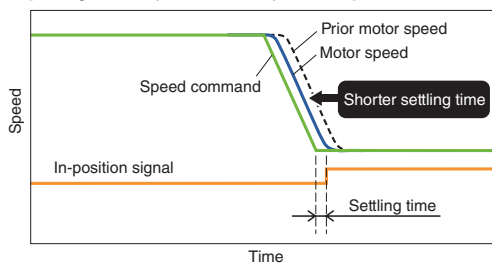 Prior motor speed
Motor speed
Speed command
Shorter settling time
Speed
In-position signal
Settling time
Time